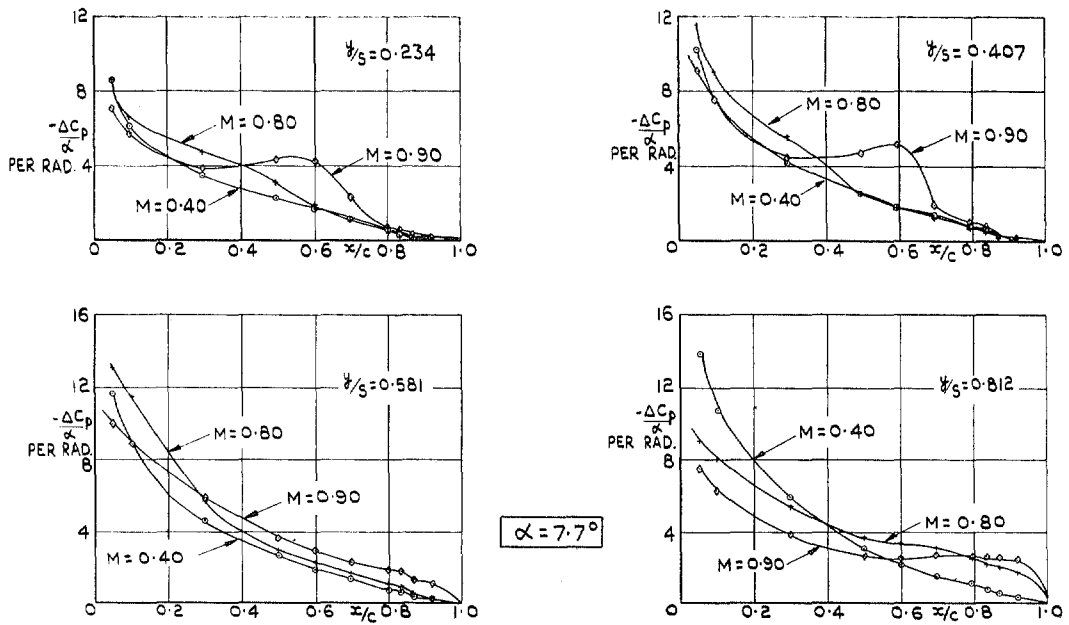 12
8
4
0
-ΔCp
α
PER RAD.
y/s=0·234
M=0·80
M=0·90
M=0·40
0 0·2 0·4 0·6 x/c 0·8 1·0
12
8
4
0
-ΔCp
α
PER RAD.
y/s=0·407
M=0·80
M=0·90
M=0·40
0 0·2 0·4 0·6 x/c 0·8 1·0
16
12
8
4
0
-ΔCp
α
PER RAD.
y/s=0·581
M=0·80
M=0·90
M=0·40
0 0·2 0·4 0·6 x/c 0·8 1·0
α=7·7°
16
12
8
4
0
-ΔCp
α
PER RAD.
y/s=0·812
M=0·40
M=0·80
M=0·90
0 0·2 0·4 0·6 x/c 0·8 1·0